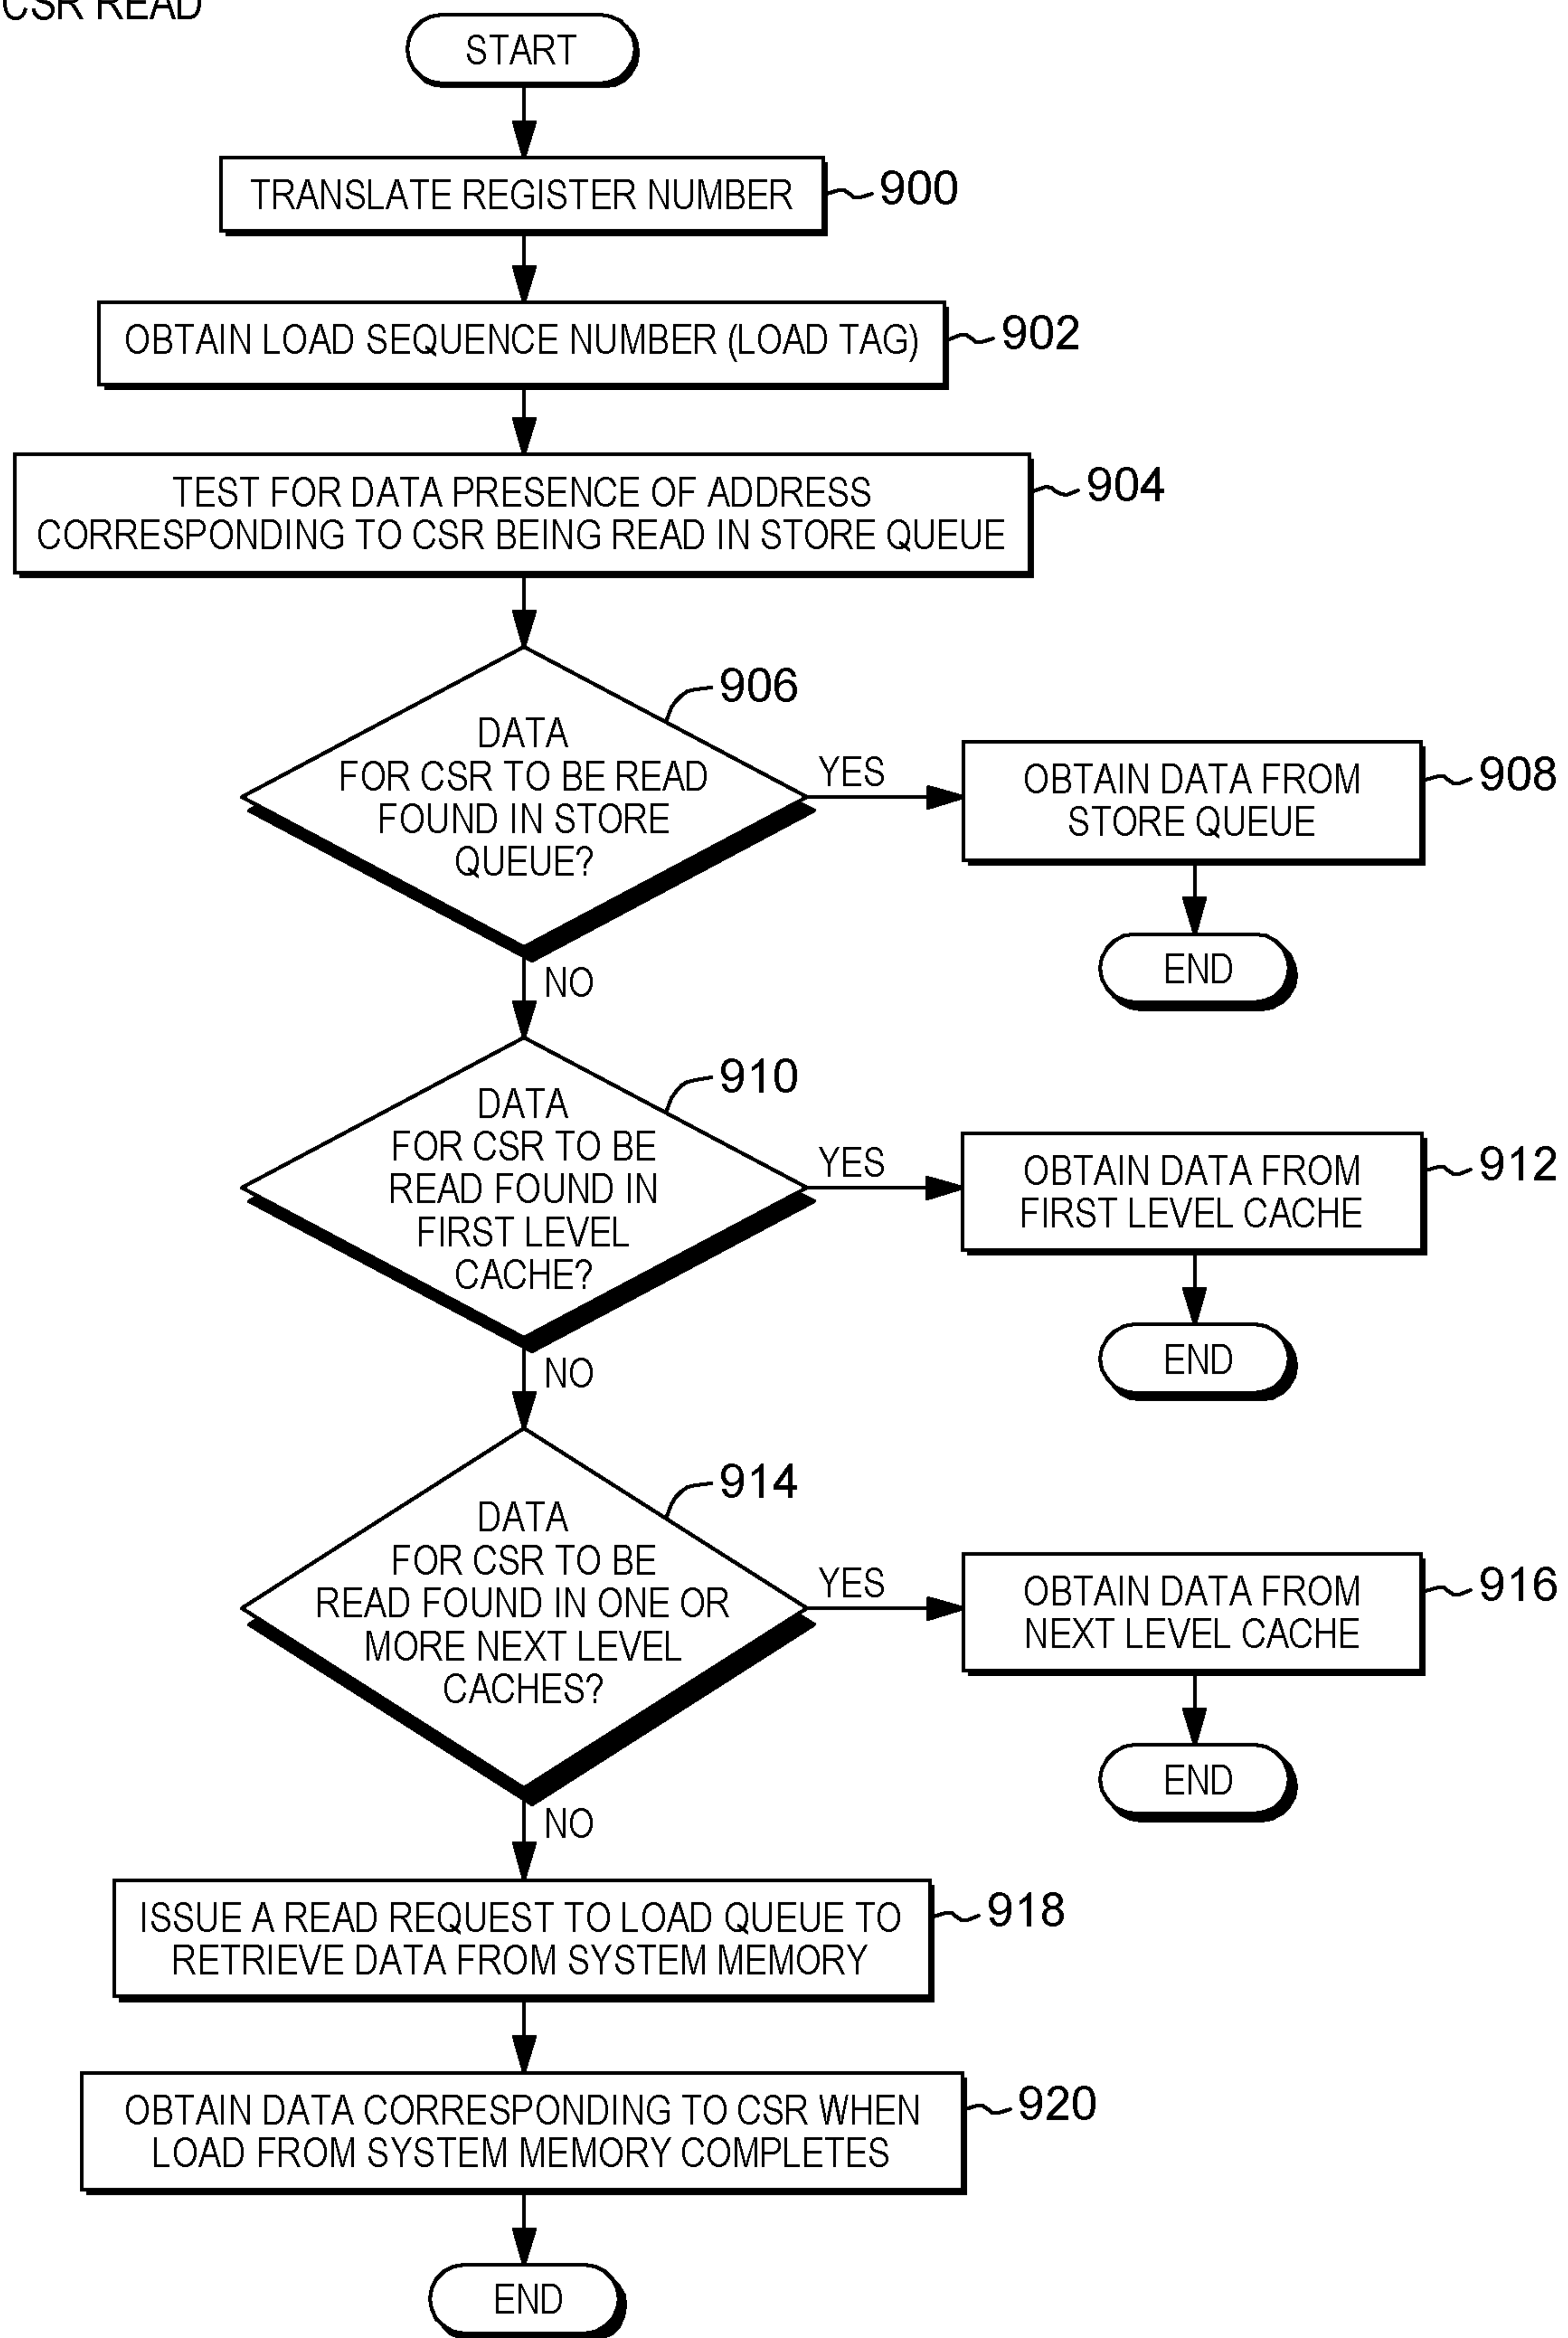 CSR READ
START
TRANSLATE REGISTER NUMBER
900
OBTAIN LOAD SEQUENCE NUMBER (LOAD TAG)
902
TEST FOR DATA PRESENCE OF ADDRESS
CORRESPONDING TO CSR BEING READ IN STORE QUEUE
904
906
DATA
FOR CSR TO BE READ
FOUND IN STORE
QUEUE?
YES
OBTAIN DATA FROM
STORE QUEUE
908
END
NO
910
DATA
FOR CSR TO BE
READ FOUND IN
FIRST LEVEL
CACHE?
YES
OBTAIN DATA FROM
FIRST LEVEL CACHE
912
END
NO
914
DATA
FOR CSR TO BE
READ FOUND IN ONE OR
MORE NEXT LEVEL
CACHES?
YES
OBTAIN DATA FROM
NEXT LEVEL CACHE
916
END
NO
ISSUE A READ REQUEST TO LOAD QUEUE TO
RETRIEVE DATA FROM SYSTEM MEMORY
918
OBTAIN DATA CORRESPONDING TO CSR WHEN
LOAD FROM SYSTEM MEMORY COMPLETES
920
END